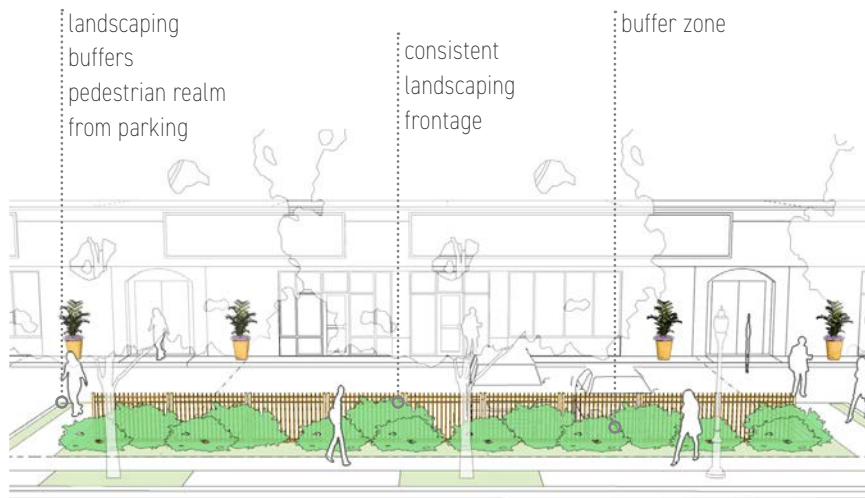 landscaping
buffers
pedestrian realm
from parking
consistent
landscaping
frontage
buffer zone